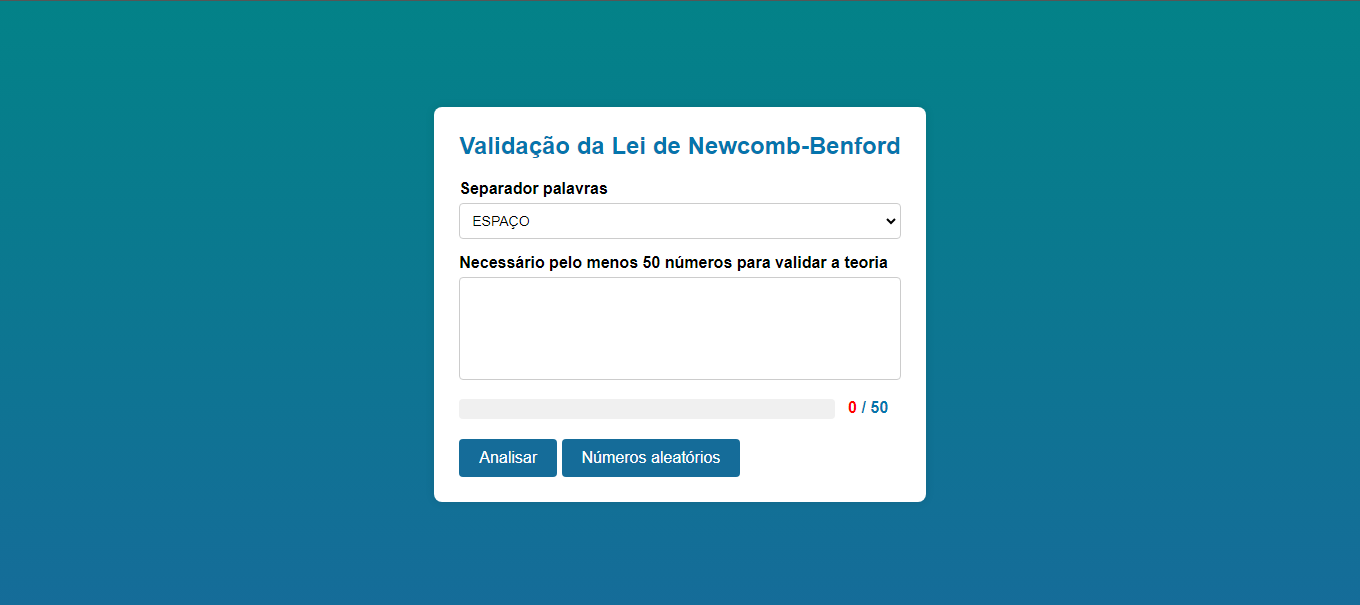 Validação da Lei de Newcomb-Benford
Separador palavras
ESPAÇO
Necessário pelo menos 50 números para validar a teoria
0 / 50
Analisar Números aleatórios